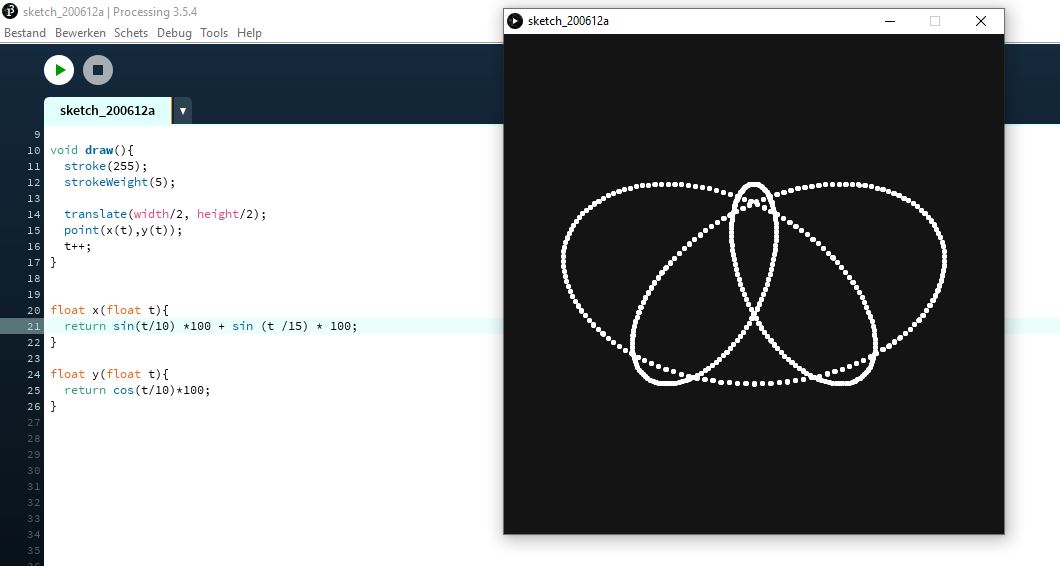 sketch_200612a | Processing 3.5.4
Bestand Bewerken Schets Debug Tools Help
sketch_200612a ▼
9
10 void draw(){
11 stroke(255);
12 strokeWeight(5);
13
14 translate(width/2, height/2);
15 point(x(t),y(t));
16 t++;
17 }
18
19
20 float x(float t){
21 return sin(t/10) *100 + sin (t /15) * 100;
22 }
23
24 float y(float t){
25 return cos(t/10)*100;
26 }
27
28
29
30
31
32
33
34
35
sketch_200612a